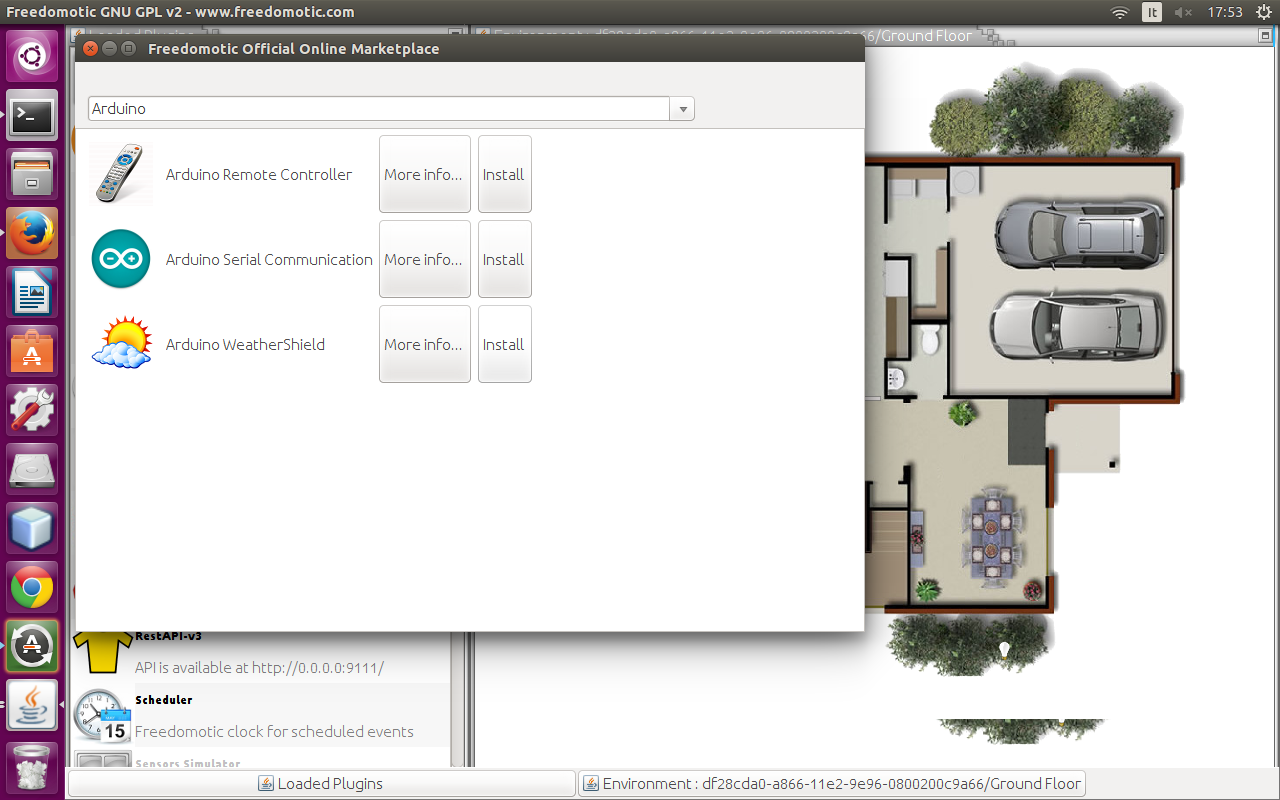 Freedomotic GNU GPL v2 - www.freedomotic.com
It
17:53
Loaded Plugins
Environment : df28cda0-a866-11e2-9e96-0800200c9a66/Ground Floor
Freedomotic Official Online Marketplace
Arduino
Arduino Remote Controller
More info...
Install
Arduino Serial Communication
More info...
Install
Arduino WeatherShield
More info...
Install
RestAPI-v3
API is available at http://0.0.0.0:9111/
Scheduler
15
Freedomotic clock for scheduled events
Sensors Simulator
Loaded Plugins
Environment : df28cda0-a866-11e2-9e96-0800200c9a66/Ground Floor